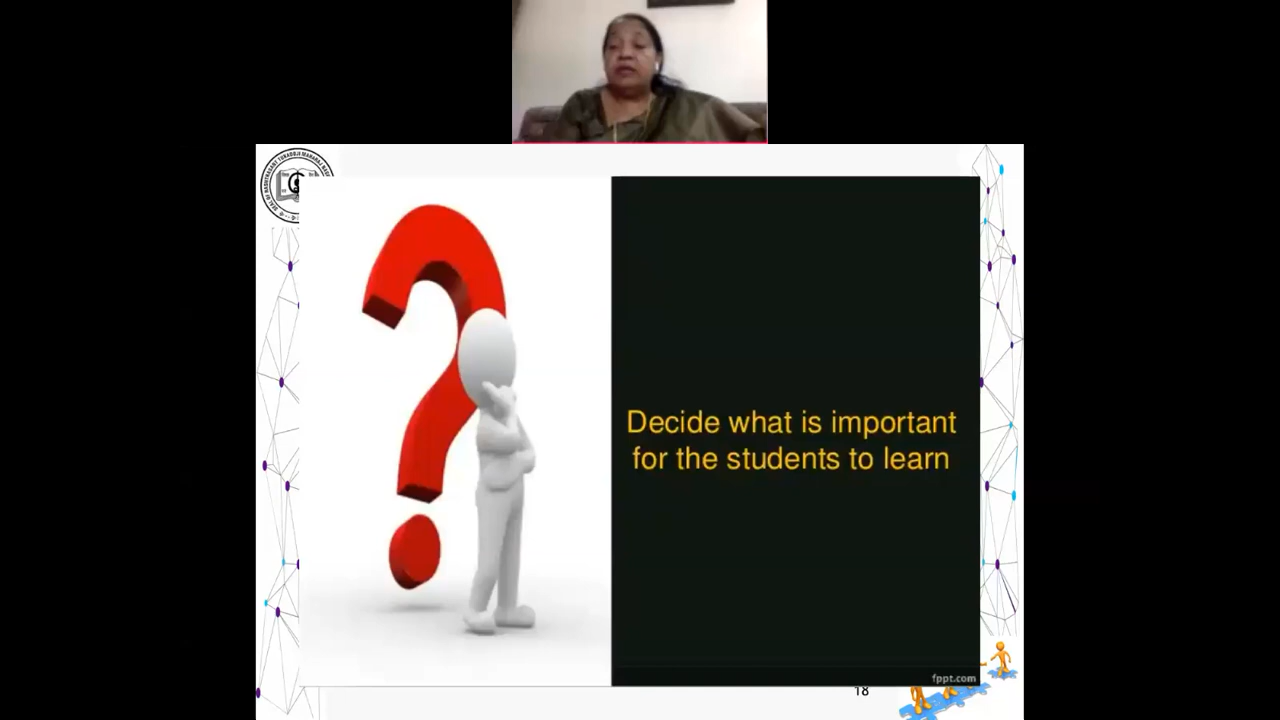 Decide what is important
for the students to learn
fppt.com
18